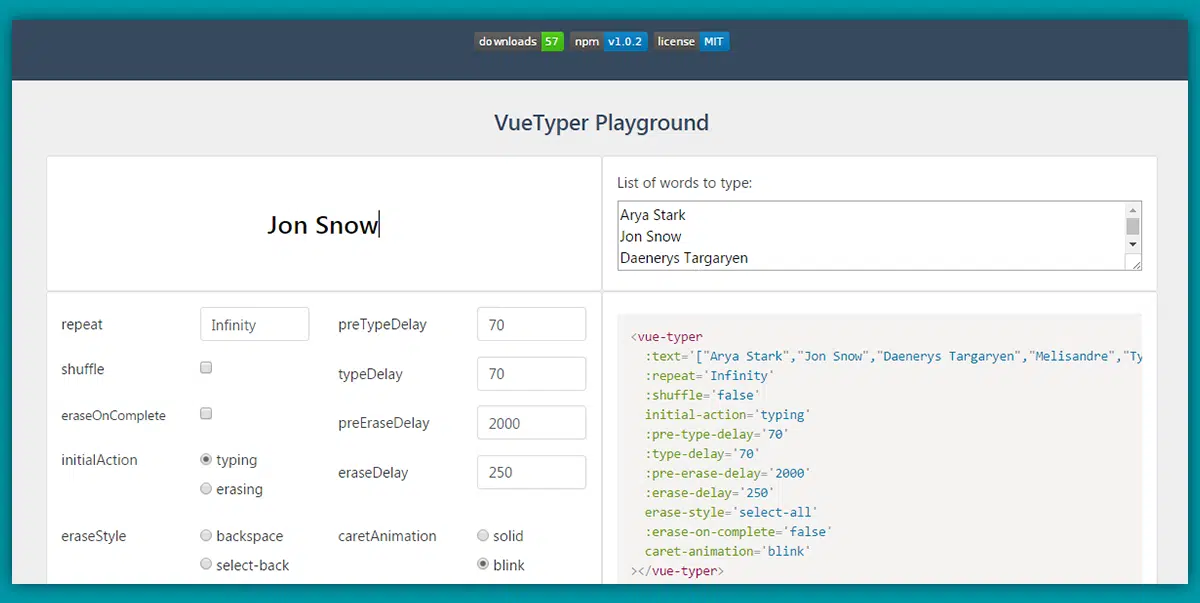 downloads 57 npm v1.0.2 license MIT
VueTyper Playground
Jon Snow
List of words to type:
Arya Stark
Jon Snow
Daenerys Targaryen
repeat Infinity preTypeDelay 70
shuffle typeDelay 70
eraseOnComplete preEraseDelay 2000
initialAction typing eraseDelay 250
erasing
eraseStyle backspace caretAnimation solid
select-back blink
<vue-typer
:text='["Arya Stark","Jon Snow","Daenerys Targaryen","Melisandre","Ty
:repeat='Infinity'
:shuffle='false'
initial-action='typing'
:pre-type-delay='70'
:type-delay='70'
:pre-erase-delay='2000'
:erase-delay='250'
erase-style='select-all'
:erase-on-complete='false'
caret-animation='blink'
></vue-typer>